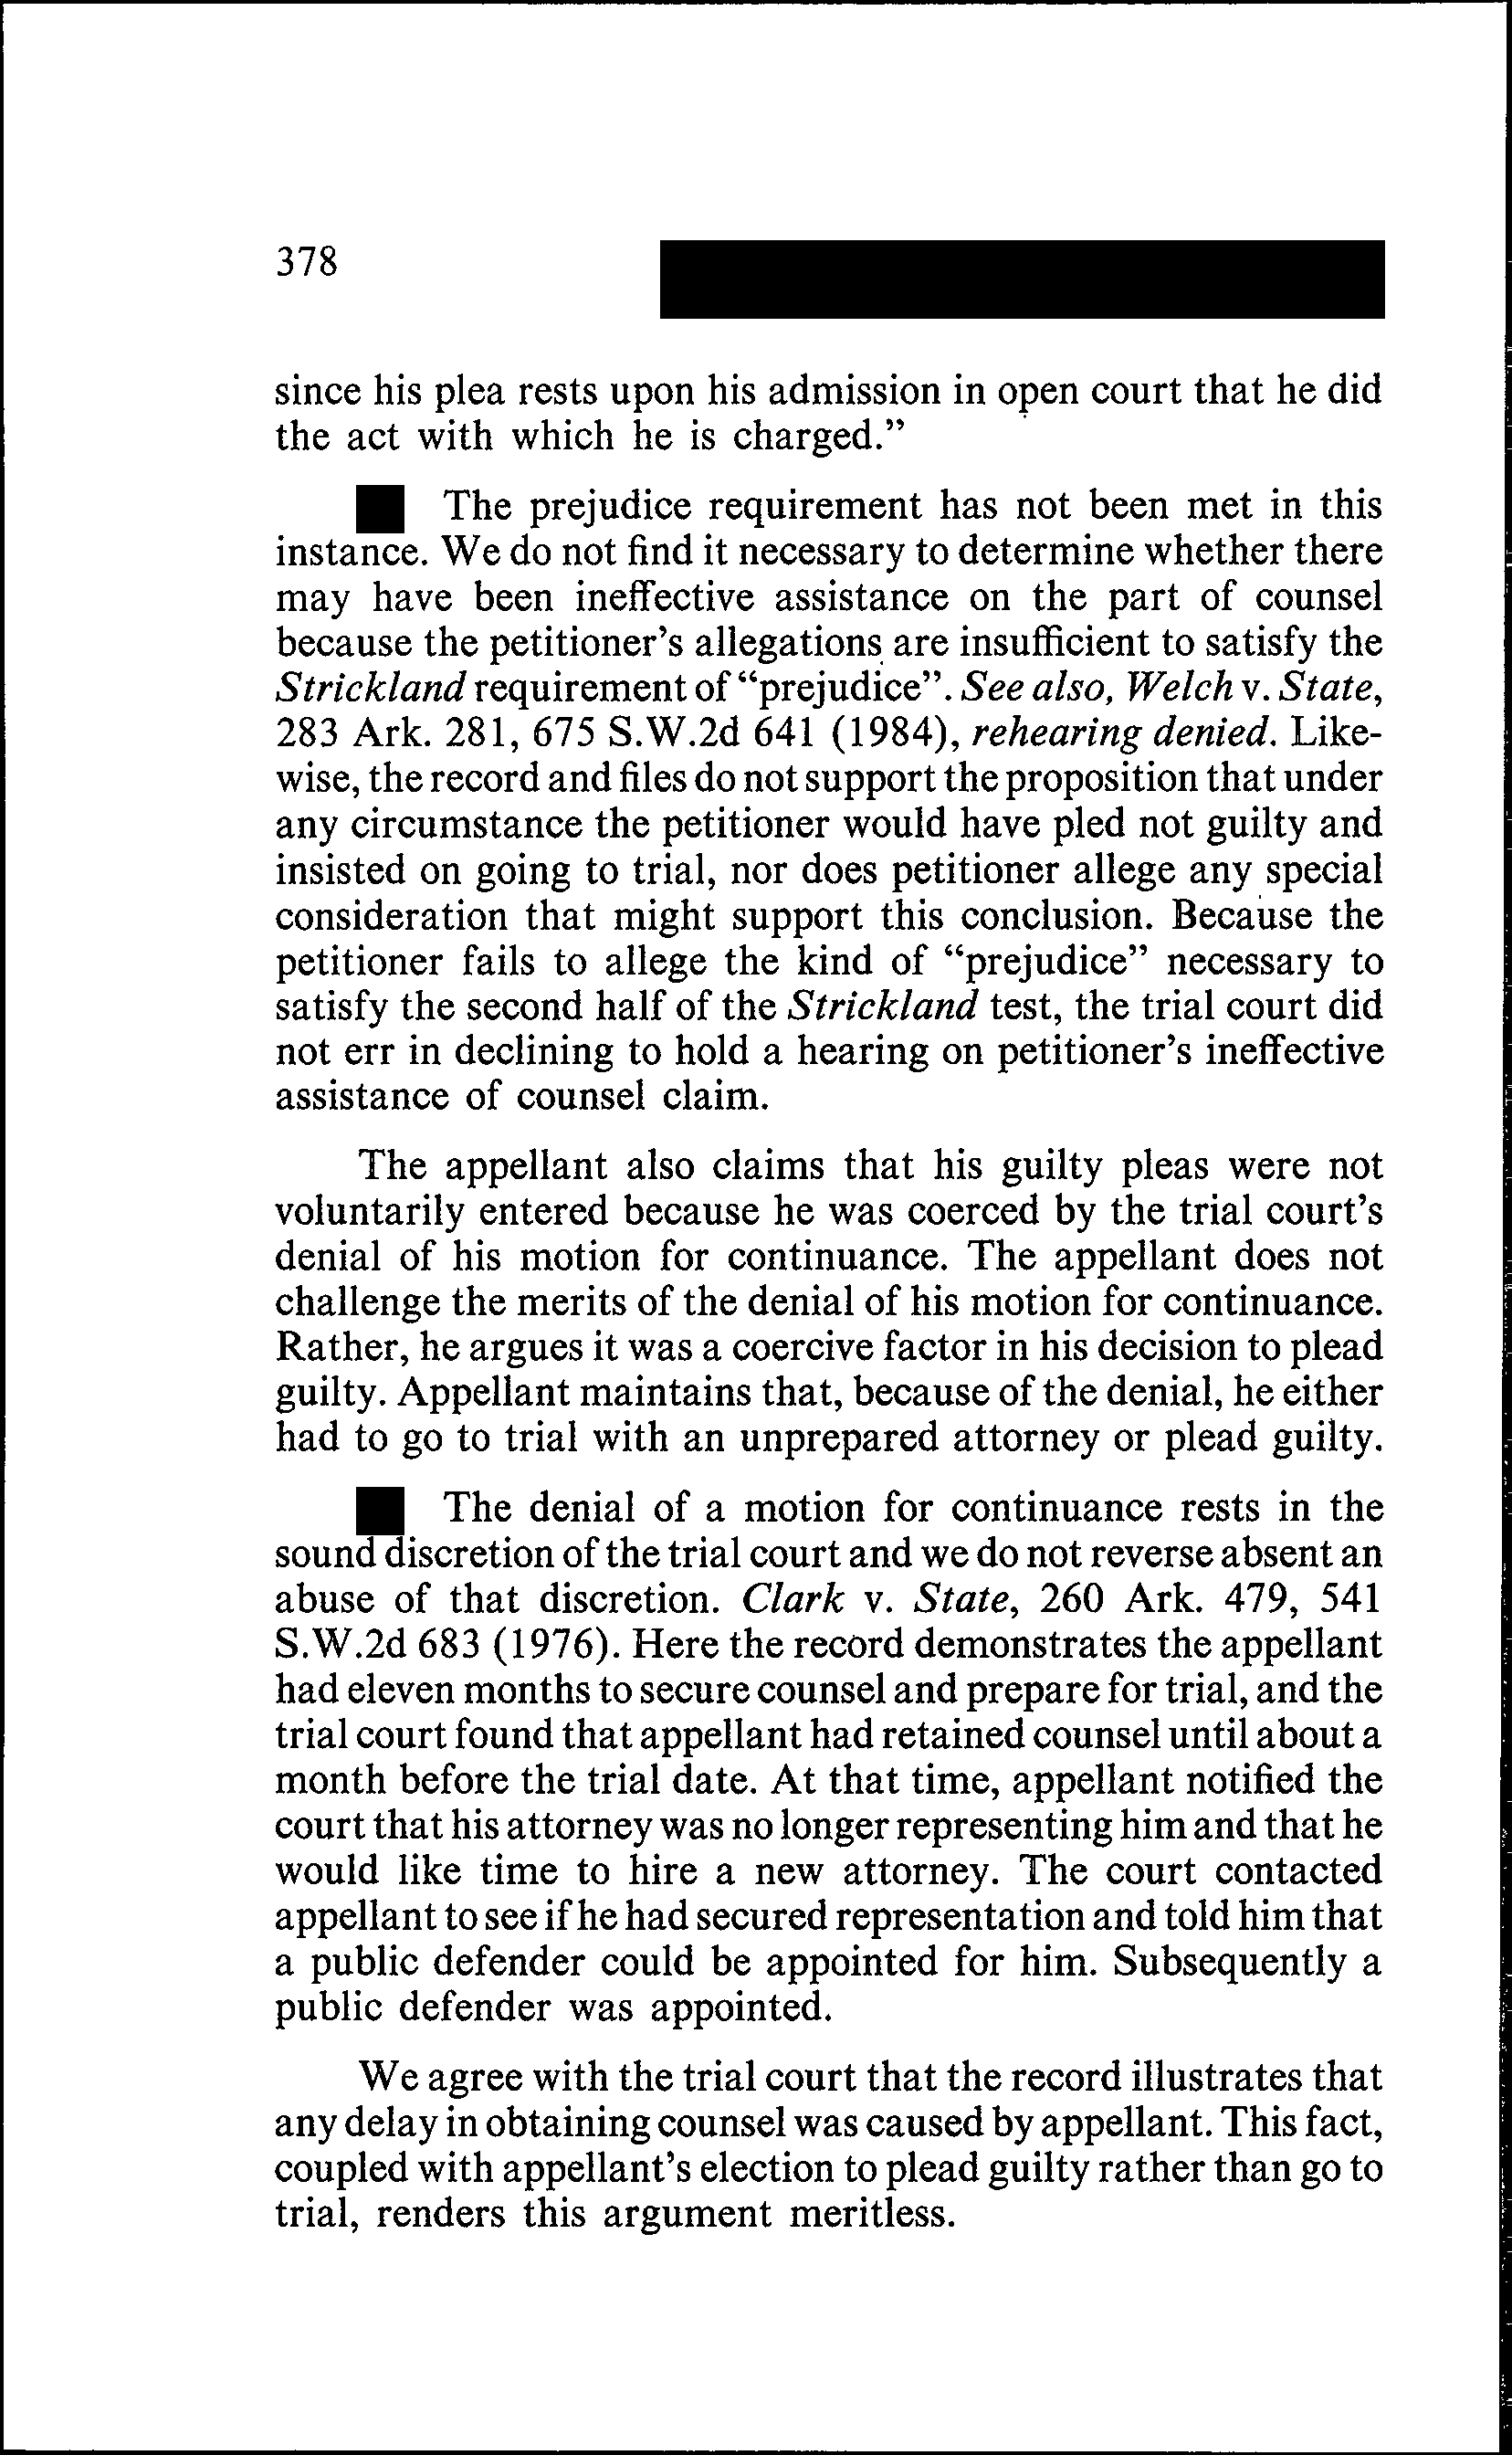 378
since his plea rests upon his admission in open court that he did
the act with which he is charged.”
The prejudice requirement has not been met in this
instance. We do not find it necessary to determine whether there
may have been ineffective assistance on the part of counsel
because the petitioner’s allegations are insufficient to satisfy the
Strickland requirement of “prejudice”. See also, Welch v. State,
283 Ark. 281, 675 S.W.2d 641 (1984), rehearing denied. Like-
wise, the record and files do not support the proposition that under
any circumstance the petitioner would have pled not guilty and
insisted on going to trial, nor does petitioner allege any special
consideration that might support this conclusion. Because the
petitioner fails to allege the kind of “prejudice” necessary to
satisfy the second half of the Strickland test, the trial court did
not err in declining to hold a hearing on petitioner’s ineffective
assistance of counsel claim.
The appellant also claims that his guilty pleas were not
voluntarily entered because he was coerced by the trial court’s
denial of his motion for continuance. The appellant does not
challenge the merits of the denial of his motion for continuance.
Rather, he argues it was a coercive factor in his decision to plead
guilty. Appellant maintains that, because of the denial, he either
had to go to trial with an unprepared attorney or plead guilty.
The denial of a motion for continuance rests in the
sound discretion of the trial court and we do not reverse absent an
abuse of that discretion. Clark v. State, 260 Ark. 479, 541
S.W.2d 683 (1976). Here the record demonstrates the appellant
had eleven months to secure counsel and prepare for trial, and the
trial court found that appellant had retained counsel until about a
month before the trial date. At that time, appellant notified the
court that his attorney was no longer representing him and that he
would like time to hire a new attorney. The court contacted
appellant to see if he had secured representation and told him that
a public defender could be appointed for him. Subsequently a
public defender was appointed.
We agree with the trial court that the record illustrates that
any delay in obtaining counsel was caused by appellant. This fact,
coupled with appellant’s election to plead guilty rather than go to
trial, renders this argument meritless.